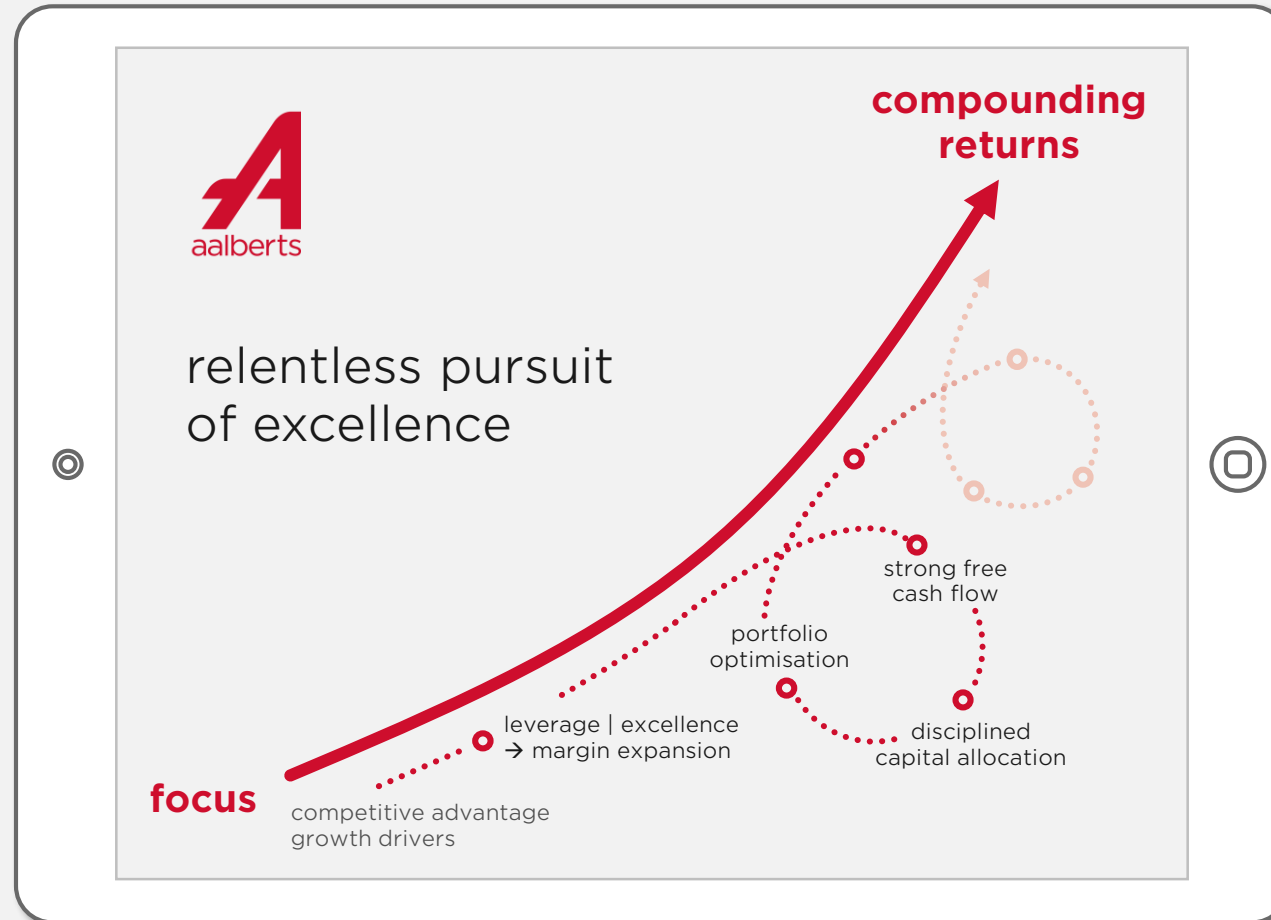 compounding
returns
aalberts
relentless pursuit
of excellence
strong free
cash flow
portfolio
optimisation
leverage | excellence
→ margin expansion
disciplined
capital allocation
focus
competitive advantage
growth drivers